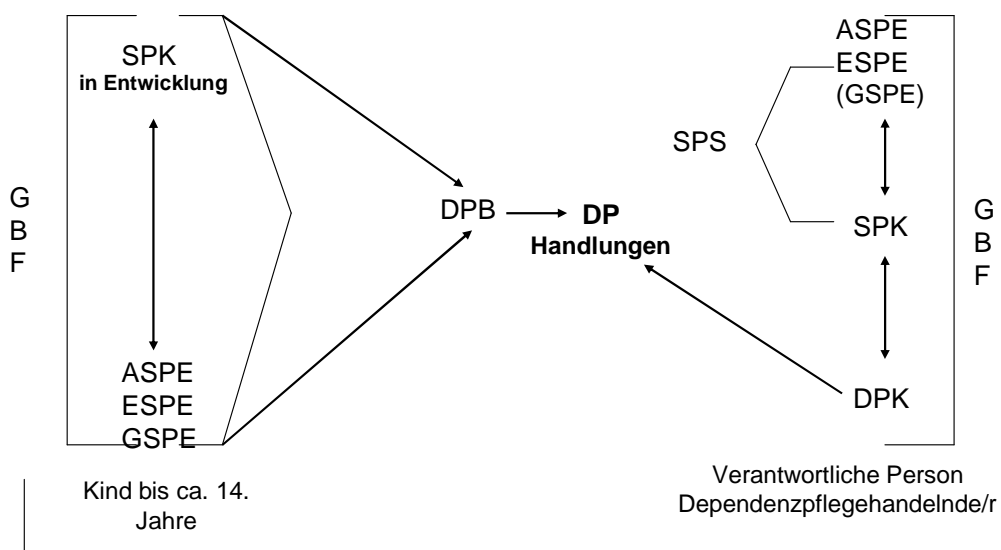 SPK
in Entwicklung
G
B
F
ASPE
ESPE
GSPE
Kind bis ca. 14.
Jahre
DPB
DP
Handlungen
SPS
ASPE
ESPE
(GSPE)
SPK
DPK
G
B
F
Verantwortliche Person
Dependenzpflegehandelnde/r